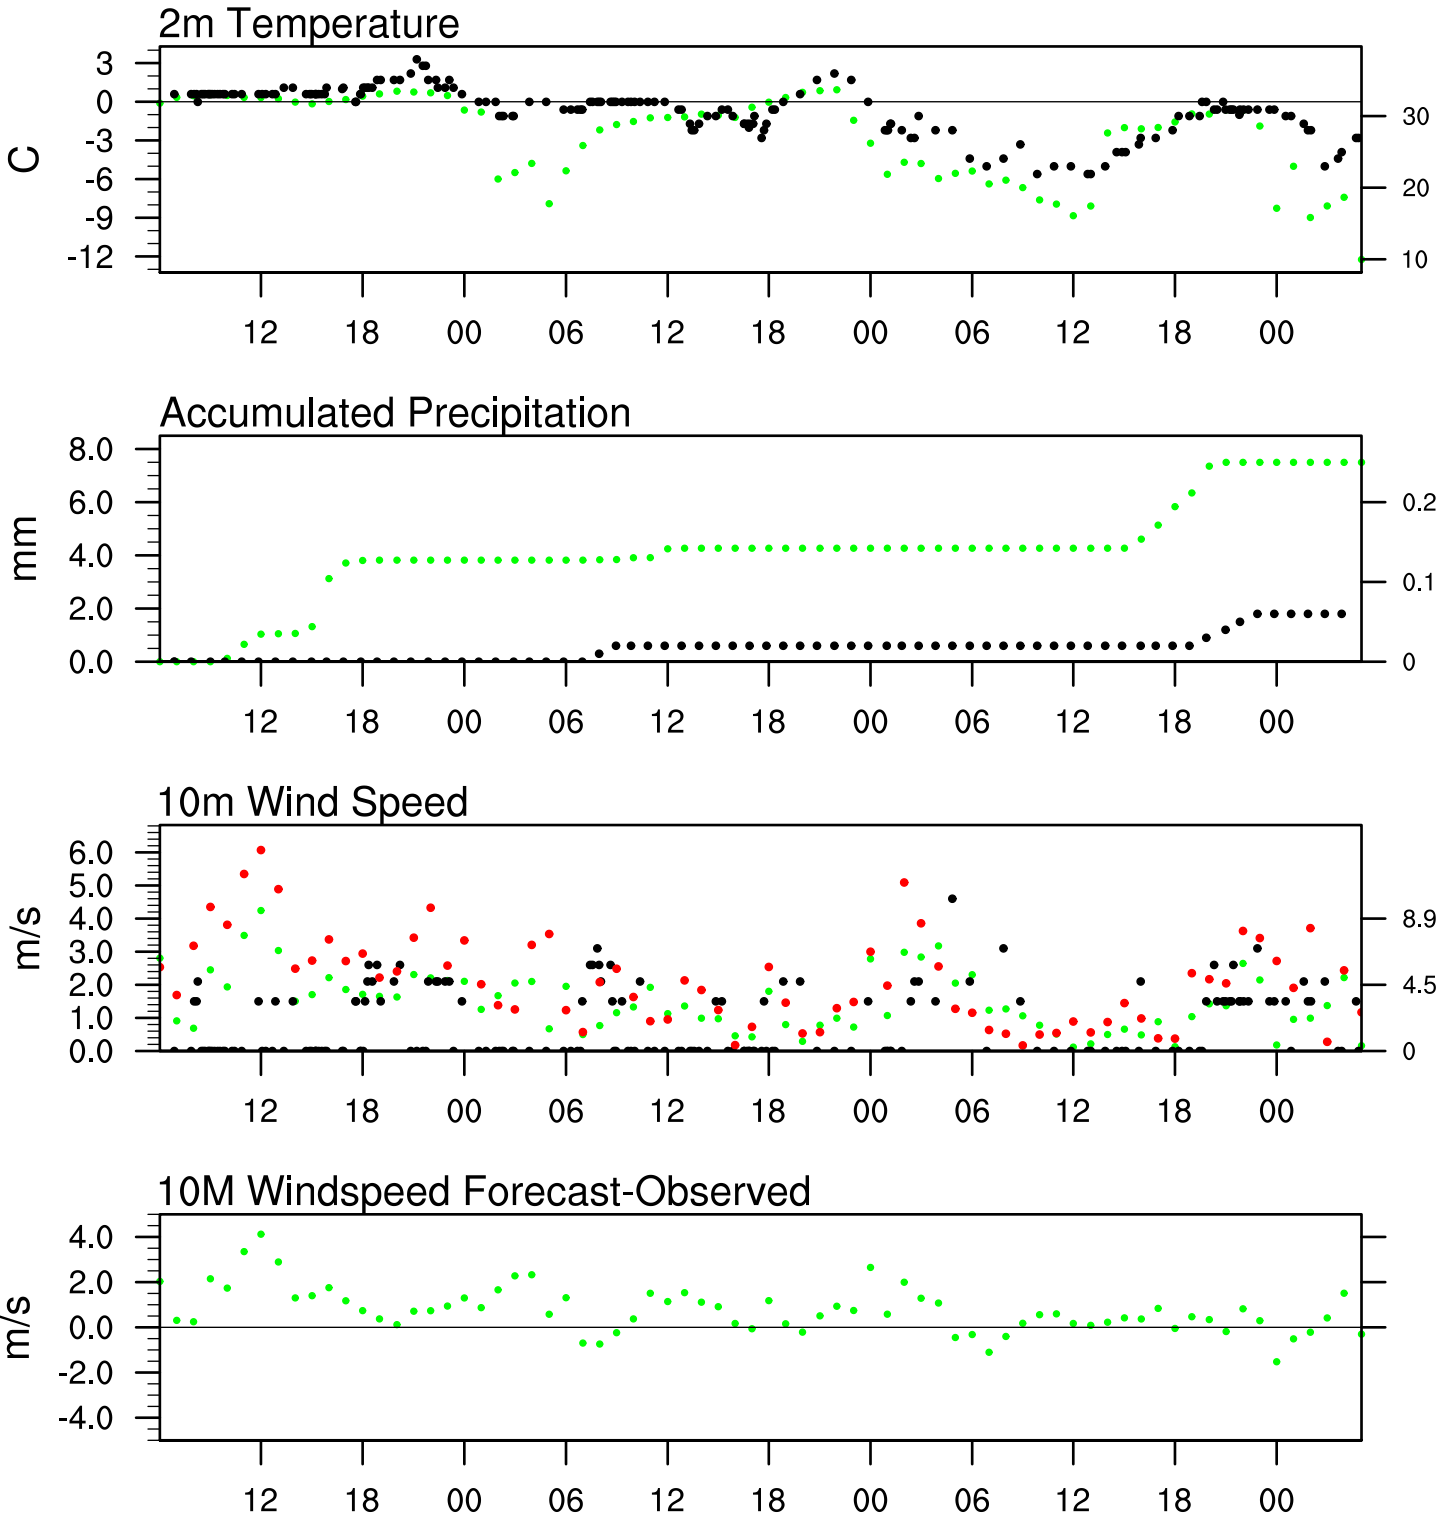 2m Temperature
3
0
-3
-6
-9
-12
C
30
20
10
12 18 00 06 12 18 00 06 12 18 00
Accumulated Precipitation
8.0
6.0
4.0
2.0
0.0
mm
0.2
0.1
0
12 18 00 06 12 18 00 06 12 18 00
10m Wind Speed
6.0
5.0
4.0
3.0
2.0
1.0
0.0
m/s
8.9
4.5
0
12 18 00 06 12 18 00 06 12 18 00
10M Windspeed Forecast-Observed
4.0
2.0
0.0
-2.0
-4.0
m/s
12 18 00 06 12 18 00 06 12 18 00